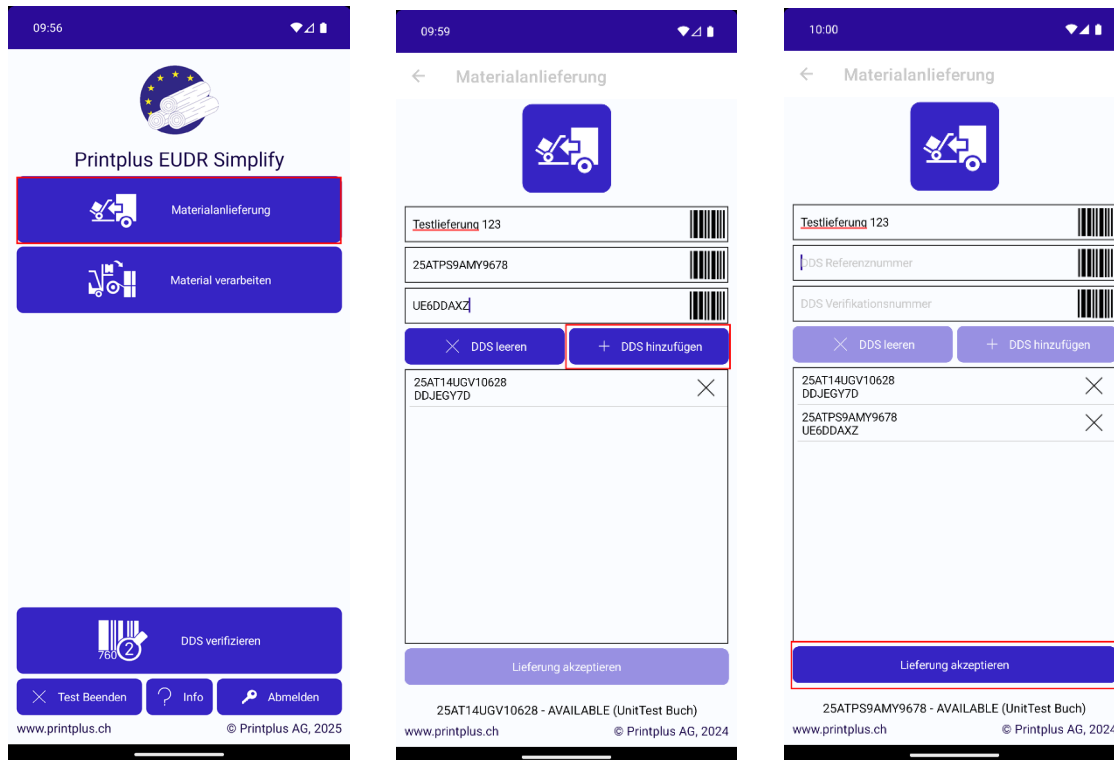 09:56
Printplus EUDR Simplify
Materialanlieferung
Material verarbeiten
760 2
DDS verifizieren
Test Beenden
? Info
Abmelden
www.printplus.ch © Printplus AG, 2025
09:59
Materialanlieferung
Testlieferung 123
25ATPS9AMY9678
UE6DDAXZ
DDS leeren
+ DDS hinzufügen
25AT14UGV10628
DDJEGY7D
Lieferung akzeptieren
25AT14UGV10628 - AVAILABLE (UnitTest Buch)
www.printplus.ch © Printplus AG, 2024
10:00
Materialanlieferung
Testlieferung 123
DDS Referenznummer
DDS Verifikationsnummer
DDS leeren
+ DDS hinzufügen
25AT14UGV10628
DDJEGY7D
25ATPS9AMY9678
UE6DDAXZ
Lieferung akzeptieren
25ATPS9AMY9678 - AVAILABLE (UnitTest Buch)
www.printplus.ch © Printplus AG, 2024